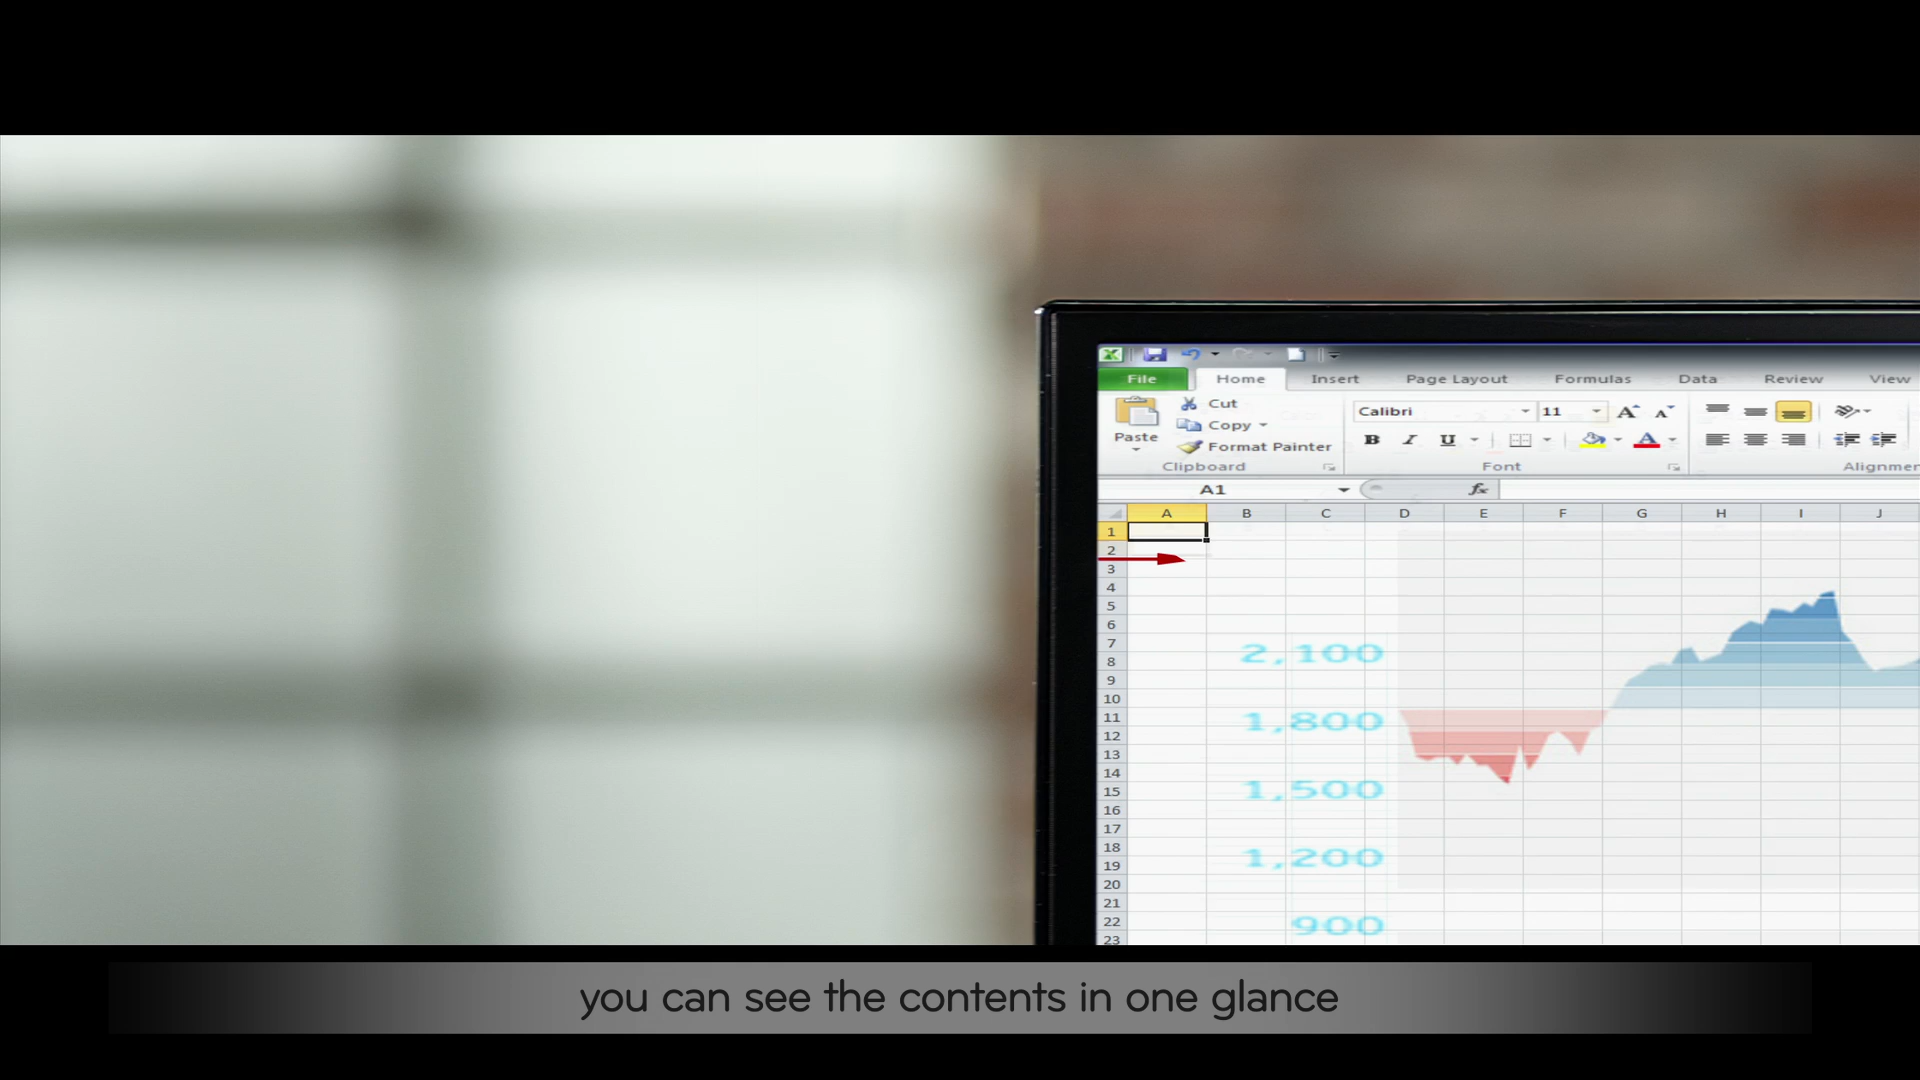 File Home Insert Page Layout Formulas Data Review View
Cut
Calibri 11
Copy
Paste
B I U A
Format Painter
Clipboard Font
A1 fx
A B C D E F G H I J
1
2
3
4
5
6
7
8
9
10
11
12
13
14
15
16
17
18
19
20
21
22
23
2,100
1,800
1,500
1,200
900
you can see the contents in one glance